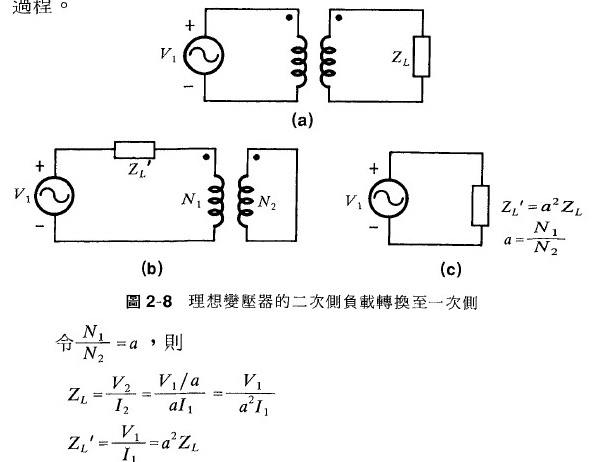 過程。
+
V₁
−
Z_L
(a)
+
V₁
−
Z_L'
N₁
N₂
(b)
+
V₁
−
Z_L'=a²Z_L
a=N₁/N₂
(c)
圖 2-8 理想變壓器的二次側負載轉換至一次側
令 N₁/N₂ =a ,則
Z_L = V₂/I₂ = V₁/a / aI₁ = V₁/a²I₁
Z_L' = V₁/I₁ =a²Z_L